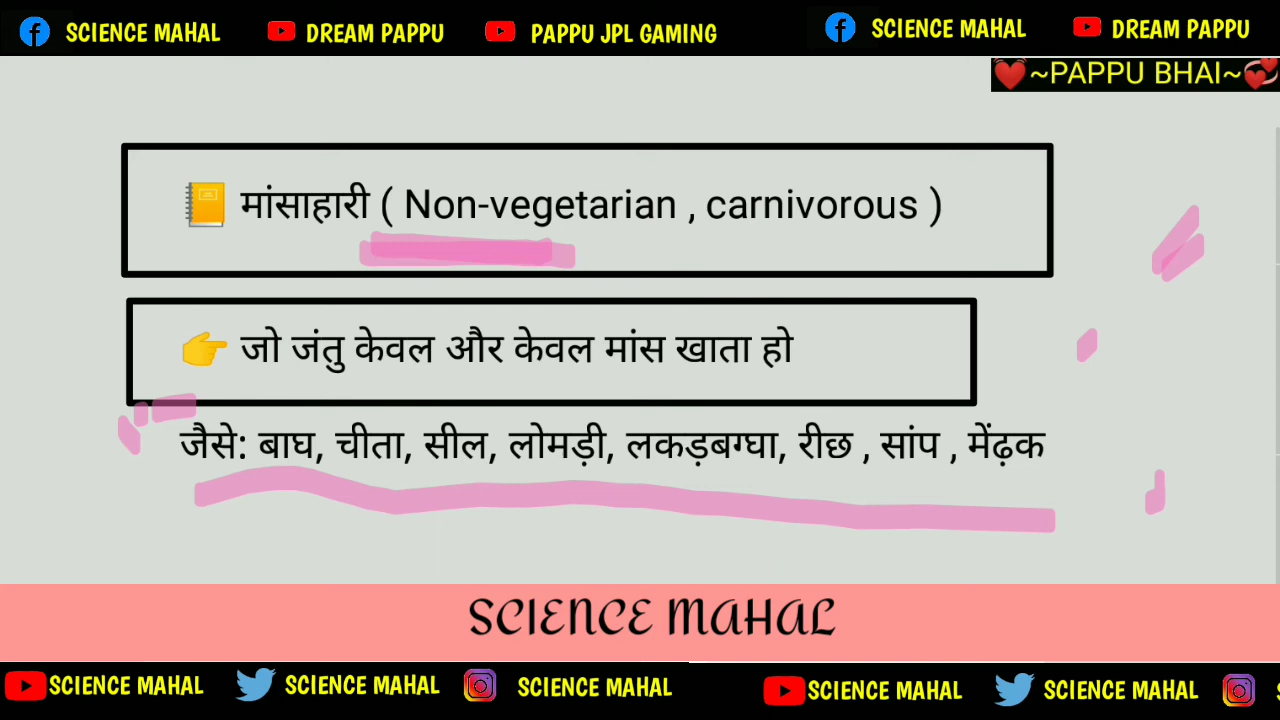 SCIENCE MAHAL DREAM PAPPU PAPPU JPL GAMING SCIENCE MAHAL DREAM PAPPU
~PAPPU BHAI~
मांसाहारी ( Non-vegetarian , carnivorous )
जो जंतु केवल और केवल मांस खाता हो
जैसे: बाघ, चीता, सील, लोमड़ी, लकड़बग्घा, रीछ , सांप , मेंढ़क
SCIENCE MAHAL
SCIENCE MAHAL SCIENCE MAHAL SCIENCE MAHAL SCIENCE MAHAL SCIENCE MAHAL